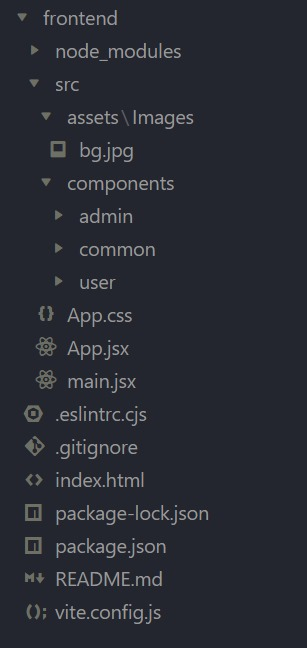 frontend
node_modules
src
assets\Images
bg.jpg
components
admin
common
user
App.css
App.jsx
main.jsx
.eslintrc.cjs
.gitignore
index.html
package-lock.json
package.json
README.md
vite.config.js